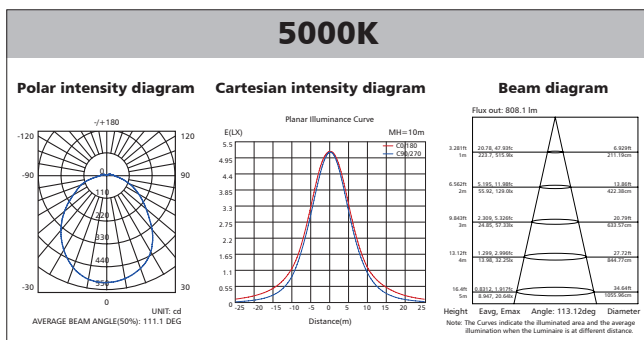 5000K
Polar intensity diagram
Cartesian intensity diagram
Beam diagram
-/+180
-120
120
-90
90
0
110
220
330
440
550
-30
30
0
UNIT: cd
AVERAGE BEAM ANGLE(50%): 111.1 DEG
Planar Illuminance Curve
E(LX)
MH=10m
C0/180
C90/270
5.5
4.95
4.4
3.85
3.3
2.75
2.2
1.65
1.1
0.55
0
-25 -20 -15 -10 -5 0 5 10 15 20 25
Distance(m)
Flux out: 808.1 lm
3.281ft 20.78, 47.93fc 6.929ft
1m 223.7, 515.9lx 211.19cm
6.562ft 5.195, 11.98fc 13.86ft
2m 55.92, 129.0lx 422.38cm
9.843ft 2.309, 5.326fc 20.79ft
3m 24.85, 57.33lx 633.57cm
13.12ft 1.299, 2.996fc 27.72ft
4m 13.98, 32.25lx 844.77cm
16.4ft 0.8312, 1.917fc 34.64ft
5m 8.947, 20.64lx 1055.96cm
Height Eavg, Emax Angle: 113.12deg Diameter
Note: The Curves indicate the illuminated area and the average
illumination when the Luminaire is at different distance.